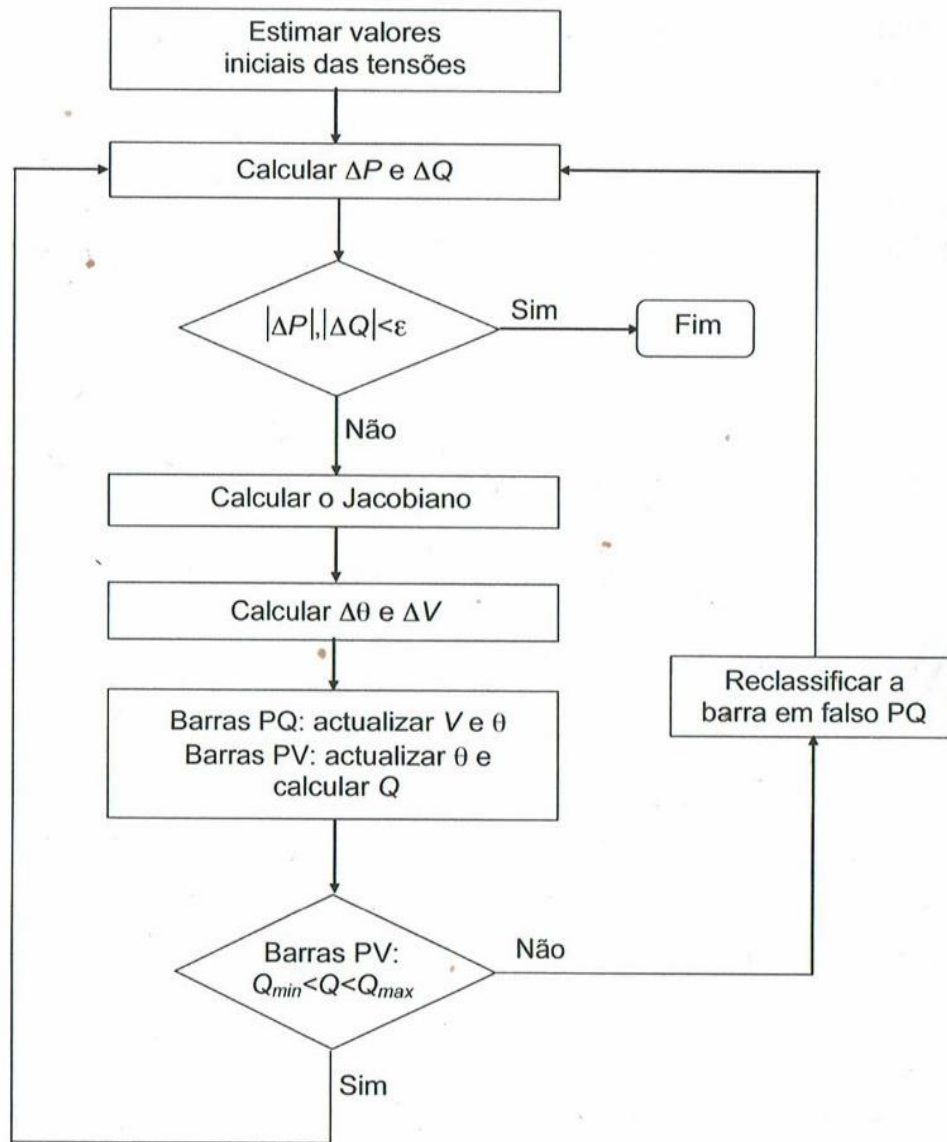 Estimar valores
iniciais das tensões
Calcular ΔP e ΔQ
|ΔP|,|ΔQ|<ε
Sim
Fim
Não
Calcular o Jacobiano
Calcular Δθ e ΔV
Barras PQ: actualizar V e θ
Barras PV: actualizar θ e
calcular Q
Reclassificar a
barra em falso PQ
Barras PV:
Qmin<Q<Qmax
Não
Sim